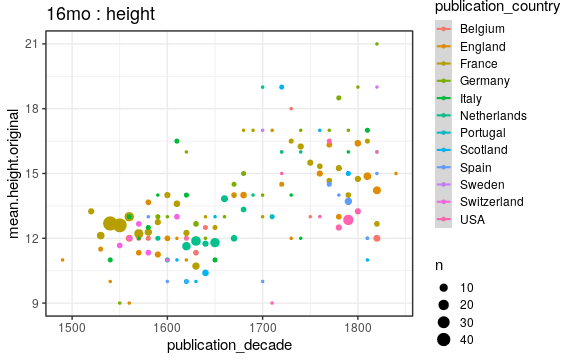 16mo : height
mean.height.original
21
18
15
12
9
1500
1600
1700
1800
publication_decade
publication_country
Belgium
England
France
Germany
Italy
Netherlands
Portugal
Scotland
Spain
Sweden
Switzerland
USA
n
10
20
30
40